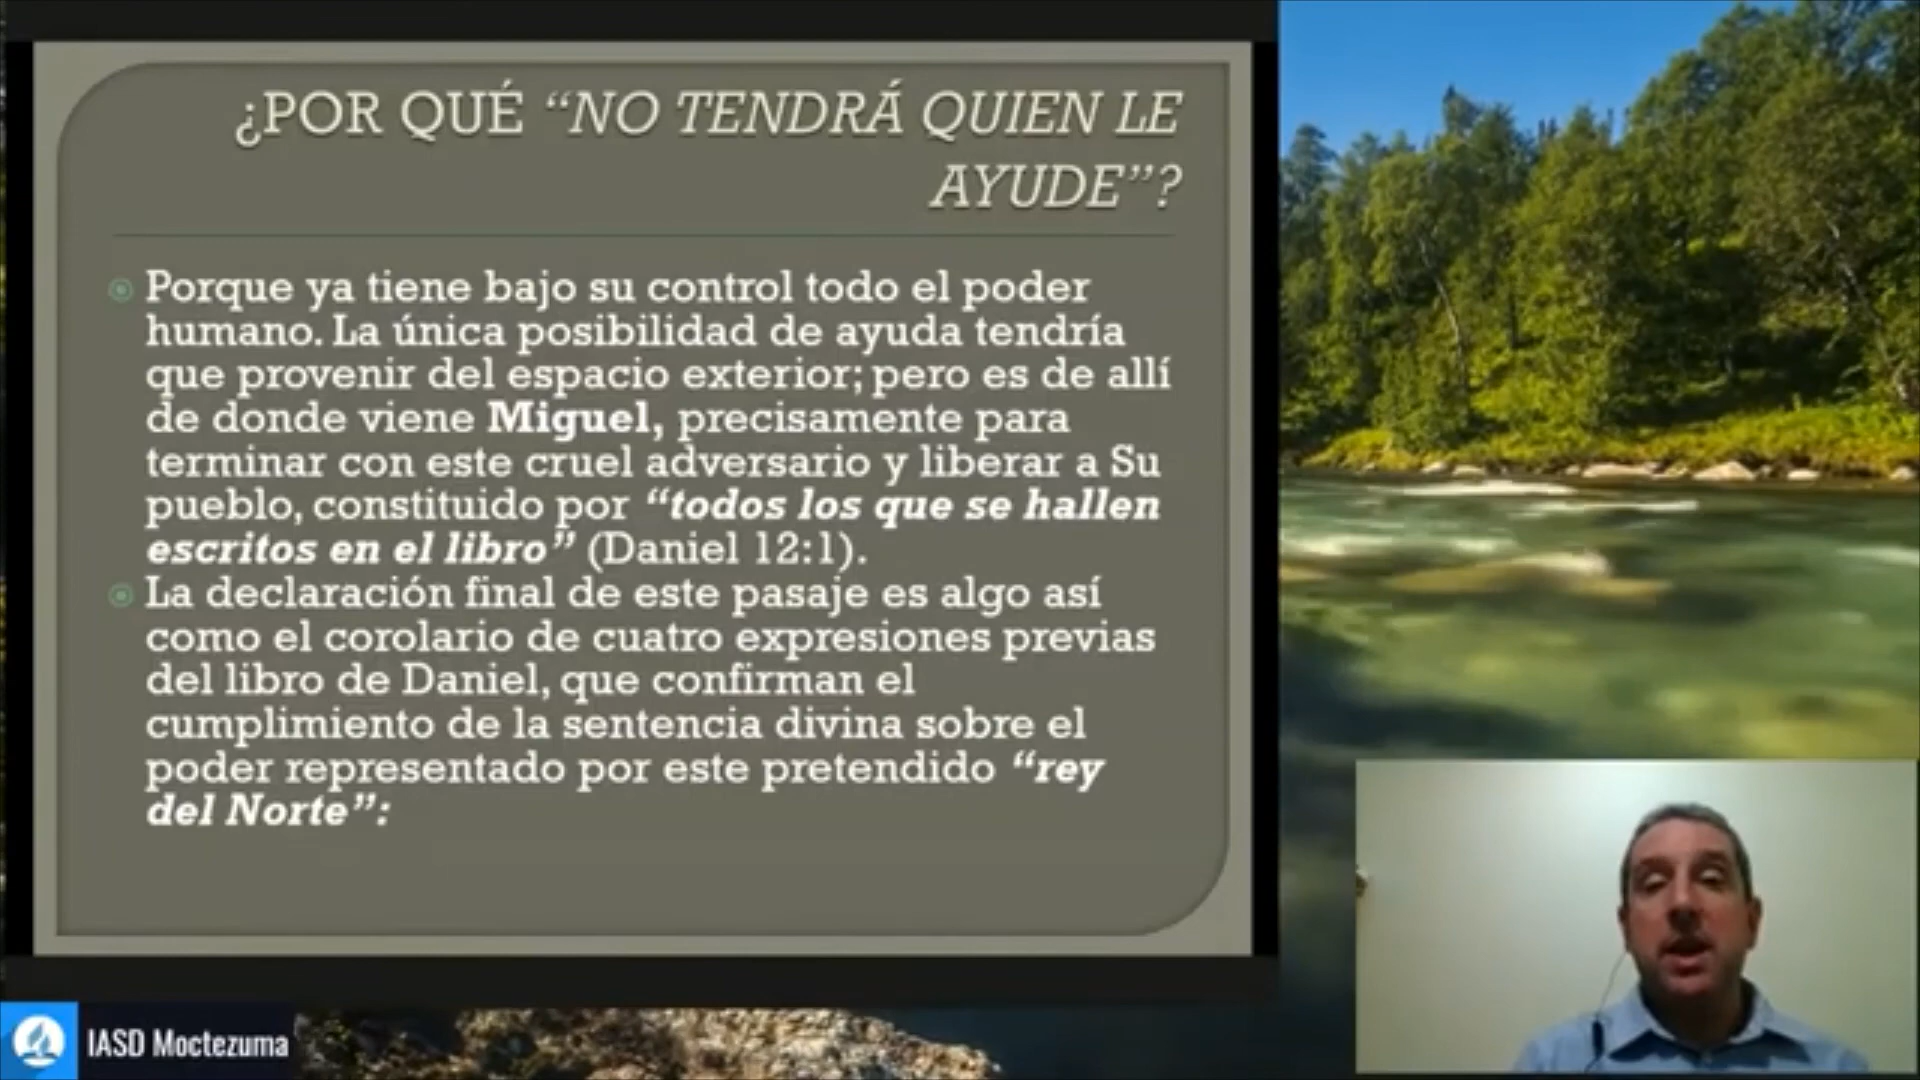 ¿POR QUÉ “NO TENDRÁ QUIEN LE
AYUDE”?
Porque ya tiene bajo su control todo el poder
humano. La única posibilidad de ayuda tendría
que provenir del espacio exterior; pero es de allí
de donde viene Miguel, precisamente para
terminar con este cruel adversario y liberar a Su
pueblo, constituido por “todos los que se hallen
escritos en el libro” (Daniel 12:1).
La declaración final de este pasaje es algo así
como el corolario de cuatro expresiones previas
del libro de Daniel, que confirman el
cumplimiento de la sentencia divina sobre el
poder representado por este pretendido “rey
del Norte”:
IASD Moctezuma